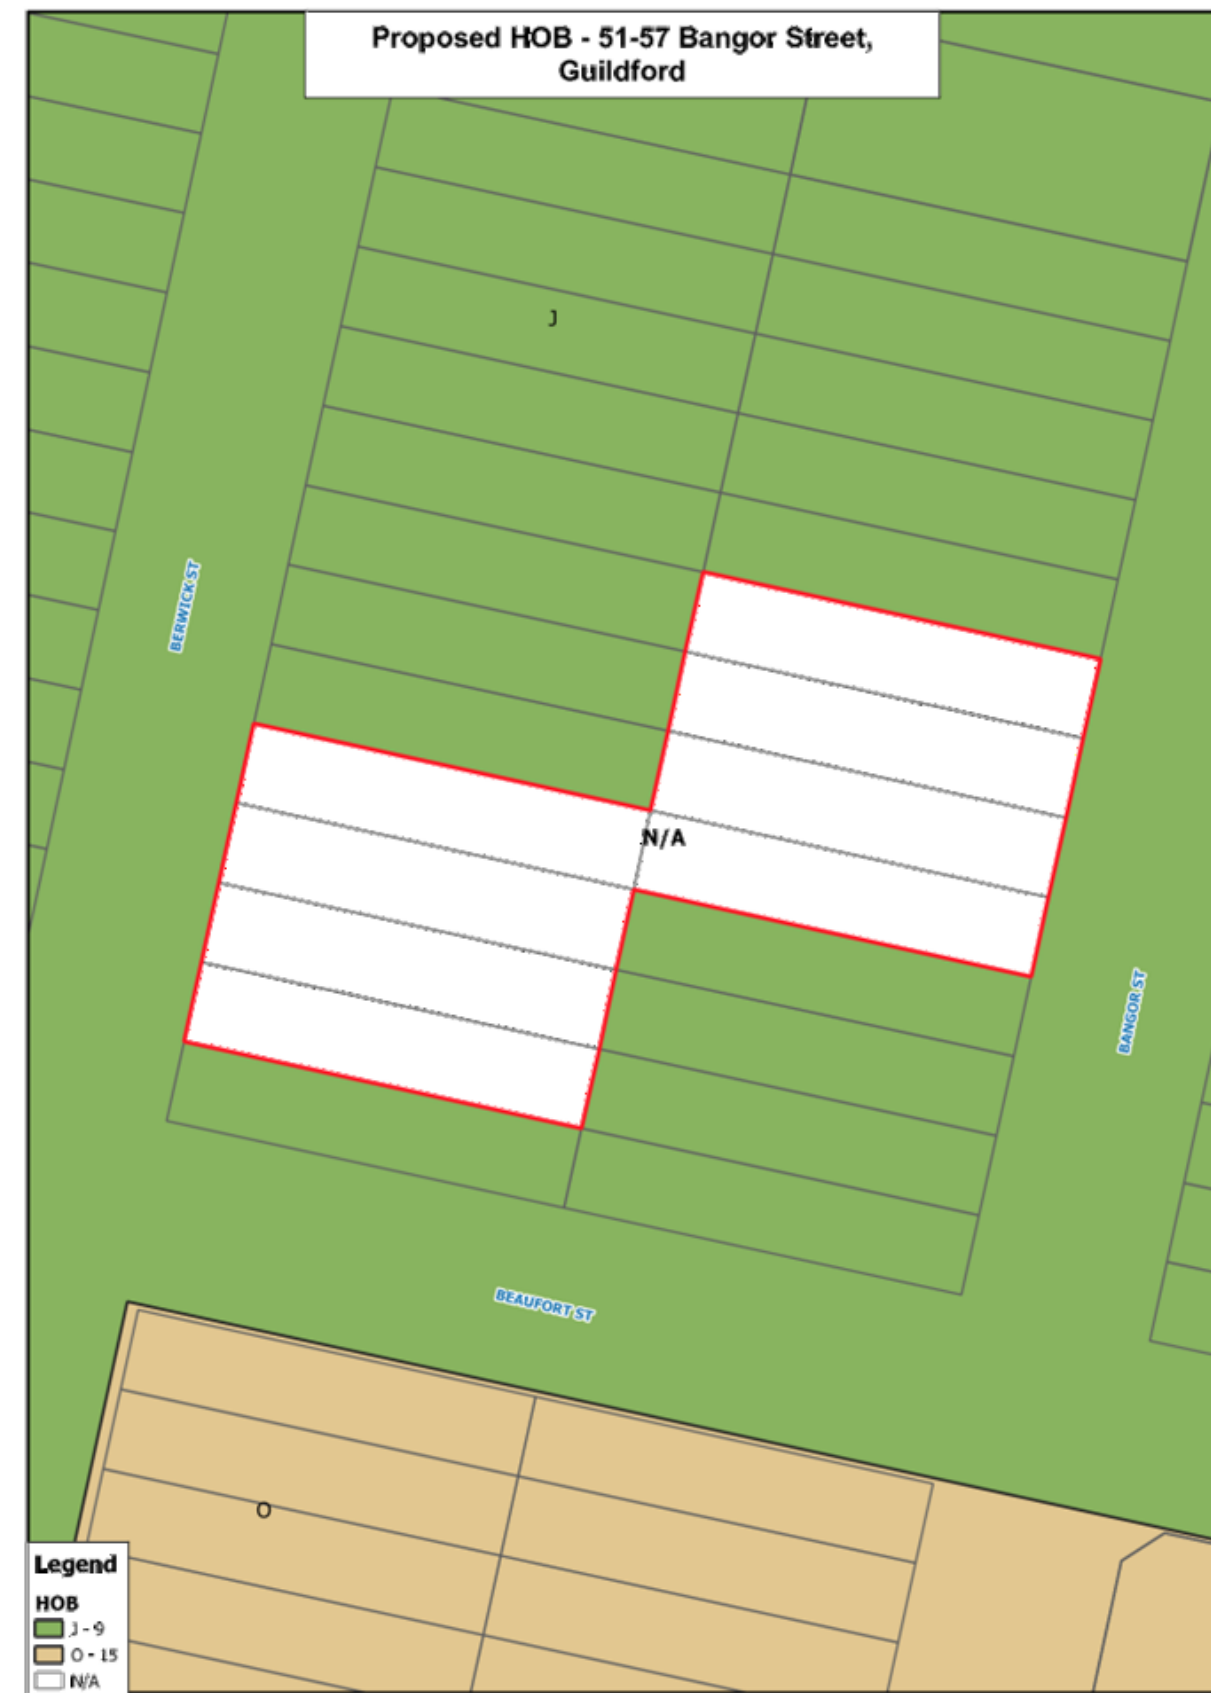 Proposed HOB - 51-57 Bangor Street,
Guildford
J
BERWICK ST
N/A
BANGOR ST
BEAUFORT ST
O
Legend
HOB
J - 9
O - 15
N/A